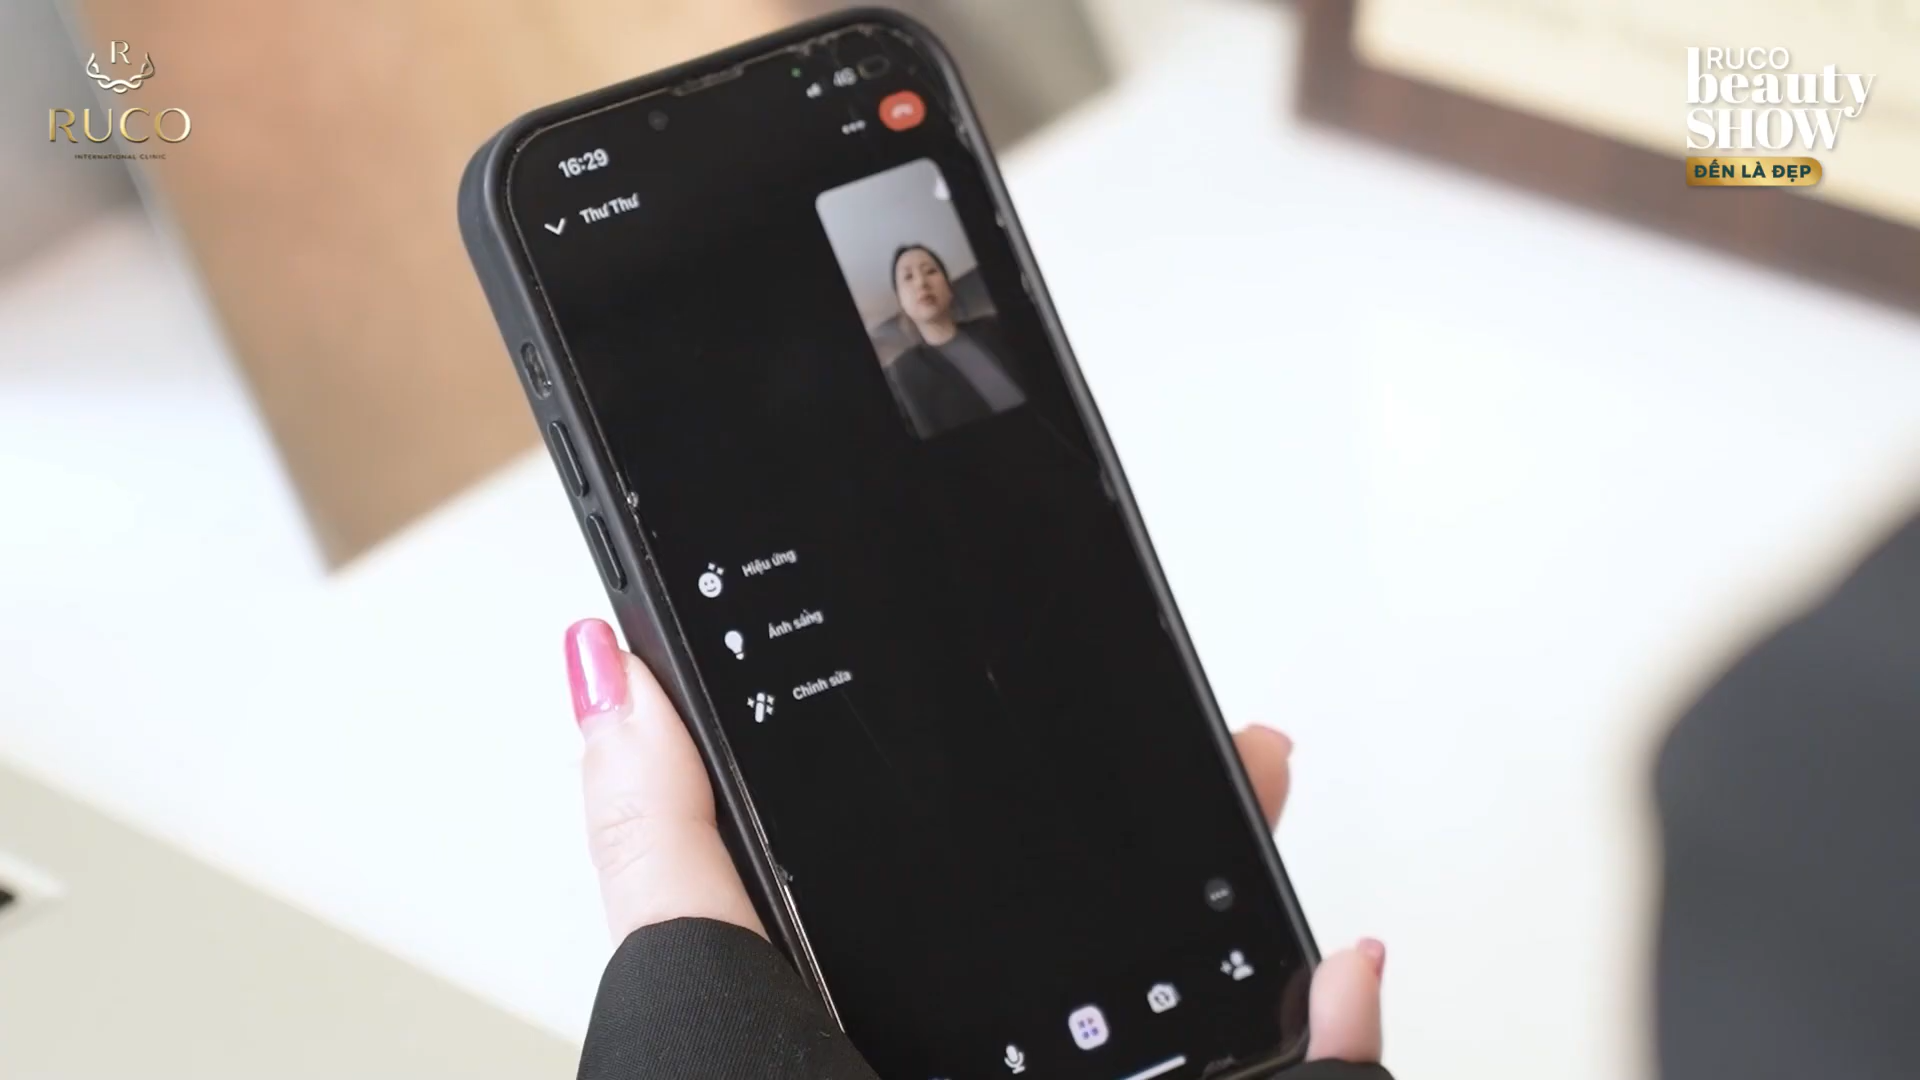 R
RUCO
INTERNATIONAL CLINIC
RUCO
beauty
SHOW
ĐẾN LÀ ĐẸP
16:29
Thư Thư
Hiệu ứng
Ánh sáng
Chỉnh sửa